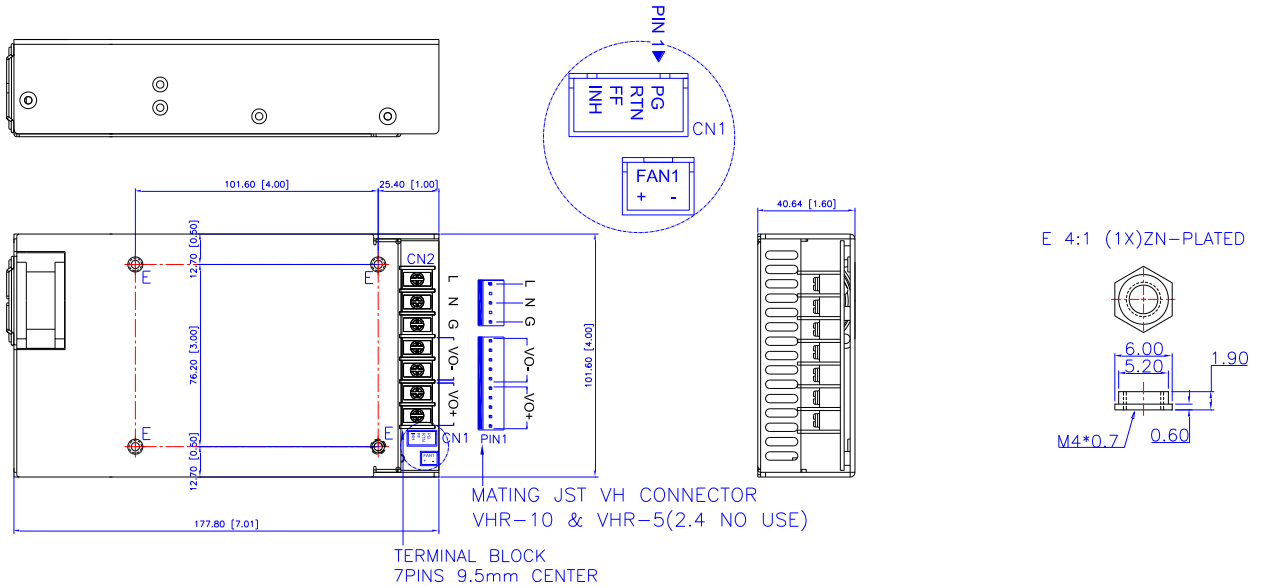 PIN 1
PG
RTN
FF
INH
CN1
FAN1
+ -
101.60 [4.00]
25.40 [1.00]
40.64 [1.60]
12.70 [0.50]
76.20 [3.00]
12.70 [0.50]
101.60 [4.00]
177.80 [7.01]
E
E
E
E
CN2
L
N
G
VO-
VO+
L
N
G
VO-
VO+
CN1
FAN1
+ -
PIN1
MATING JST VH CONNECTOR
VHR-10 & VHR-5(2.4 NO USE)
TERMINAL BLOCK
7PINS 9.5mm CENTER
E 4:1 (1X)ZN-PLATED
6.00
5.20
1.90
M4*0.7
0.60